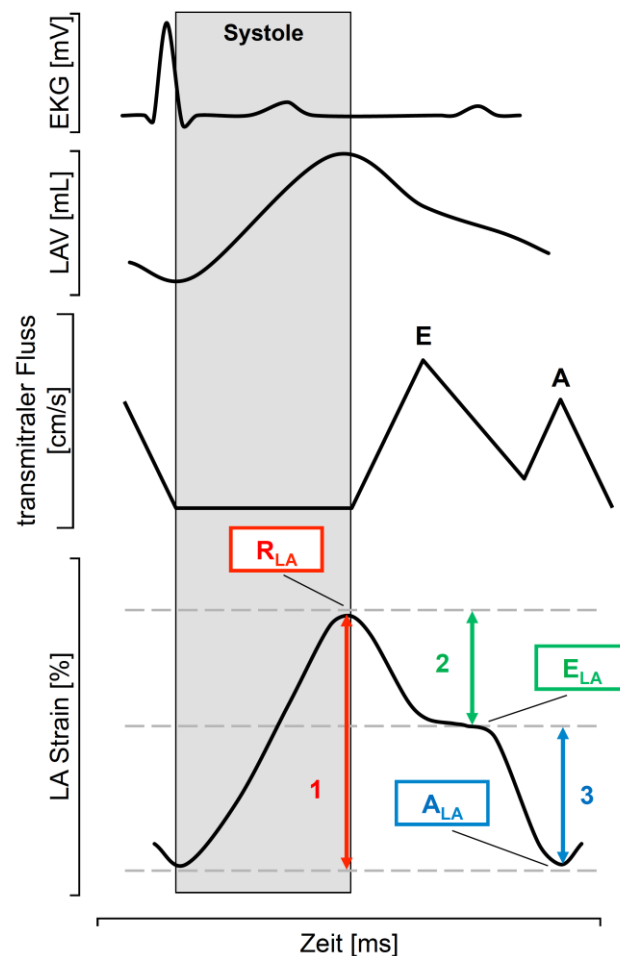 Systole
EKG [mV]
LAV [mL]
transmitraler Fluss
[cm/s]
E
A
R_LA
LA Strain [%]
2
E_LA
1
A_LA
3
Zeit [ms]